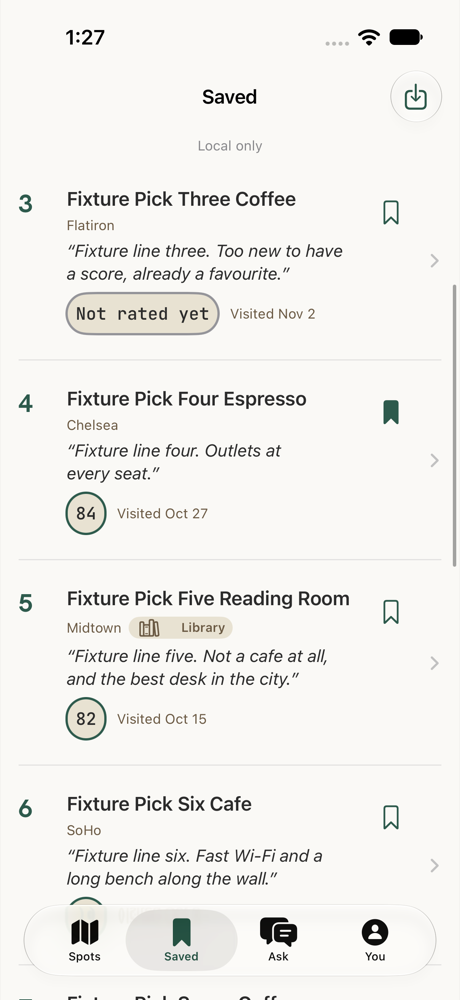 1:27
Saved
Local only
3
Fixture Pick Three Coffee
Flatiron
“Fixture line three. Too new to have
a score, already a favourite.”
Not rated yet
Visited Nov 2
4
Fixture Pick Four Espresso
Chelsea
“Fixture line four. Outlets at
every seat.”
84
Visited Oct 27
5
Fixture Pick Five Reading Room
Midtown
Library
“Fixture line five. Not a cafe at all,
and the best desk in the city.”
82
Visited Oct 15
6
Fixture Pick Six Cafe
SoHo
“Fixture line six. Fast Wi-Fi and a
long bench along the wall.”
Spots
Saved
Ask
You